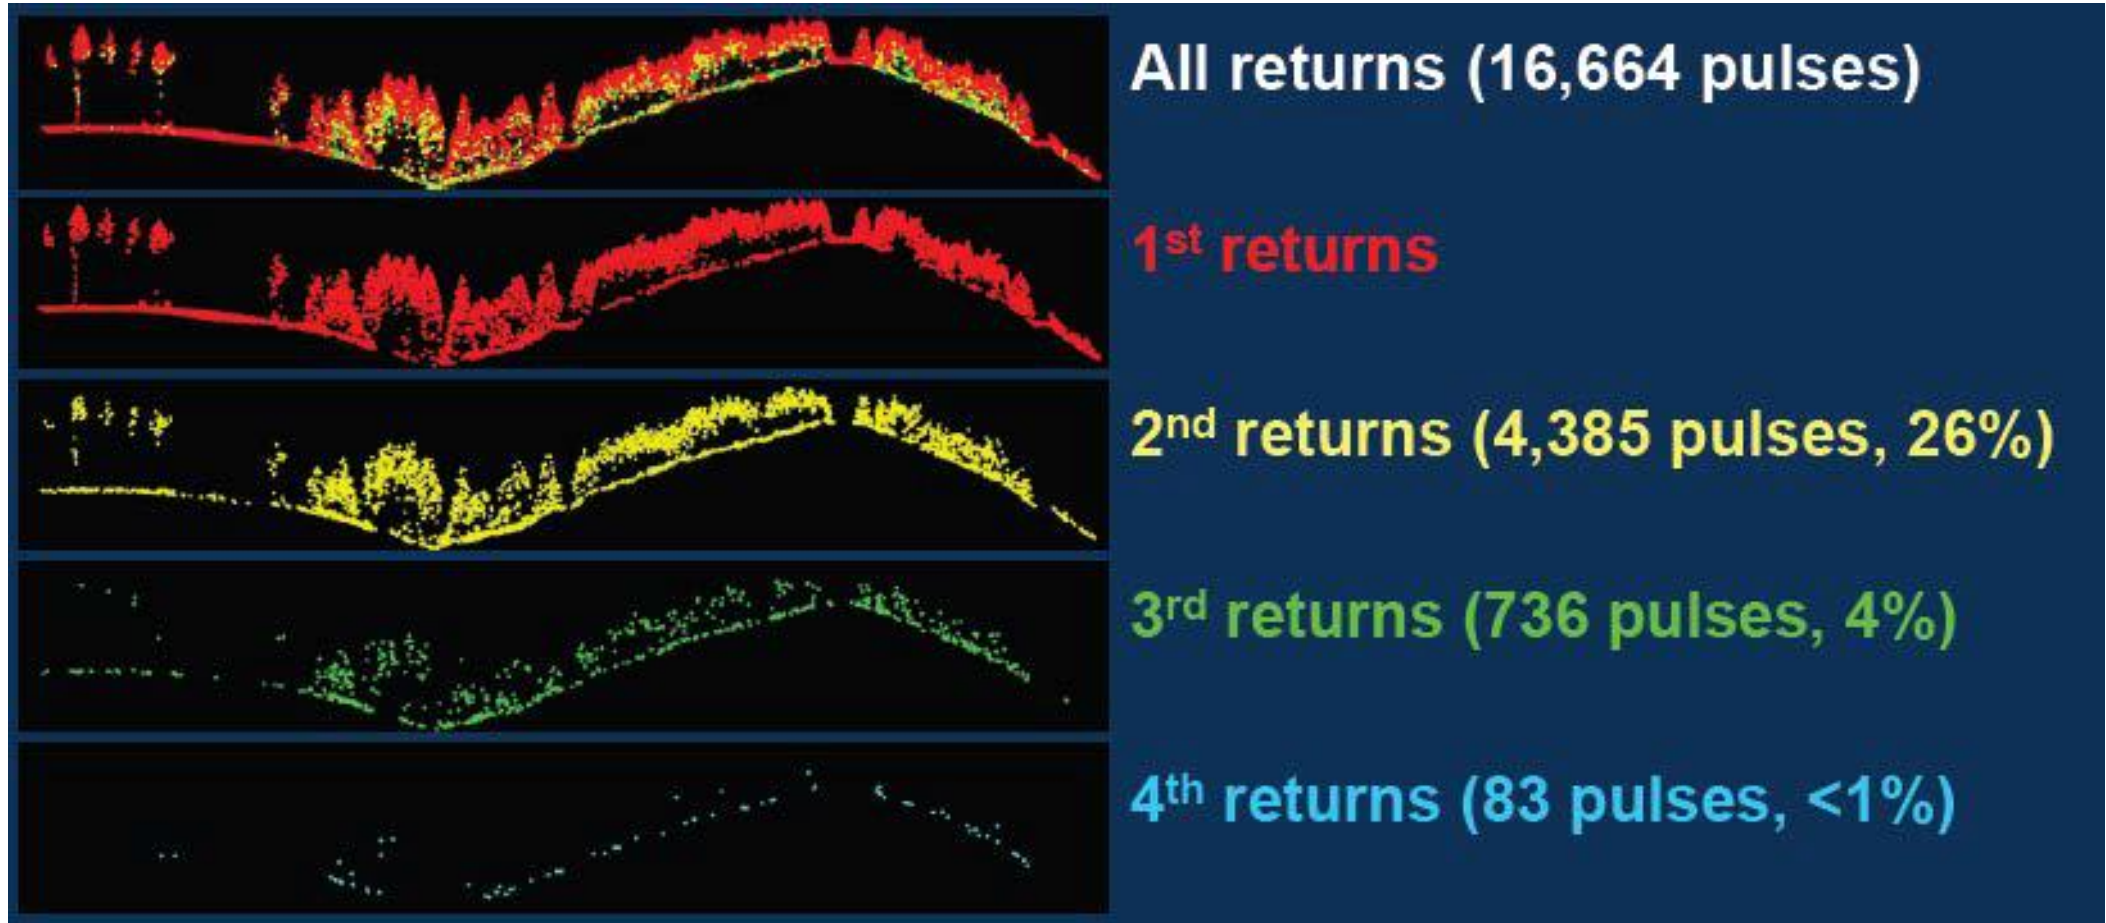 All returns (16,664 pulses)
1st returns
2nd returns (4,385 pulses, 26%)
3rd returns (736 pulses, 4%)
4th returns (83 pulses, <1%)